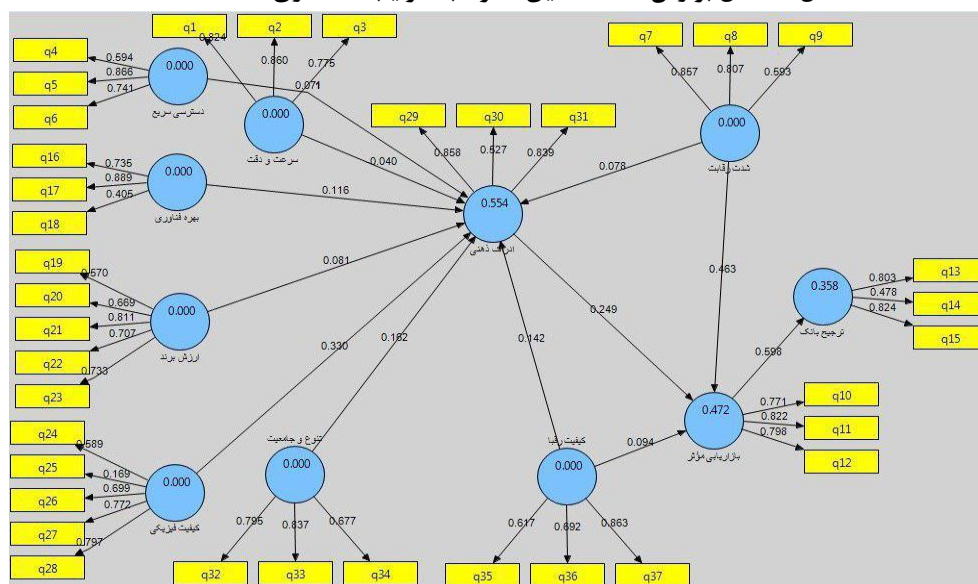 q1 q2 q3
0.824 0.860 0.775
q4 0.594
q5 0.866
q6 0.741
0.000
دسترسی سریع
0.071
0.000
سرعت و دقت
0.040
q7 q8 q9
0.857 0.807 0.593
0.000
شدت رقابت
0.078
0.463
q29 q30 q31
0.858 0.527 0.839
0.554
ادراک ذهنی
0.249
q16 0.735
q17 0.889
q18 0.405
0.000
بهره فناوری
0.116
q19 0.570
q20 0.669
q21 0.811
q22 0.707
q23 0.733
0.000
ارزش برند
0.081
0.358
ترجیح بانک
0.803 q13
0.478 q14
0.824 q15
0.598
0.472
بازاریابی مؤثر
0.771 q10
0.822 q11
0.798 q12
q24 0.589
q25 0.169
q26 0.699
q27 0.772
q28 0.797
0.000
کیفیت فیزیکی
0.330
تنوع و جامعیت
0.000
0.162
0.795 0.837 0.677
q32 q33 q34
کیفیت رقبا
0.000
0.142
0.094
0.617 0.692 0.863
q35 q36 q37